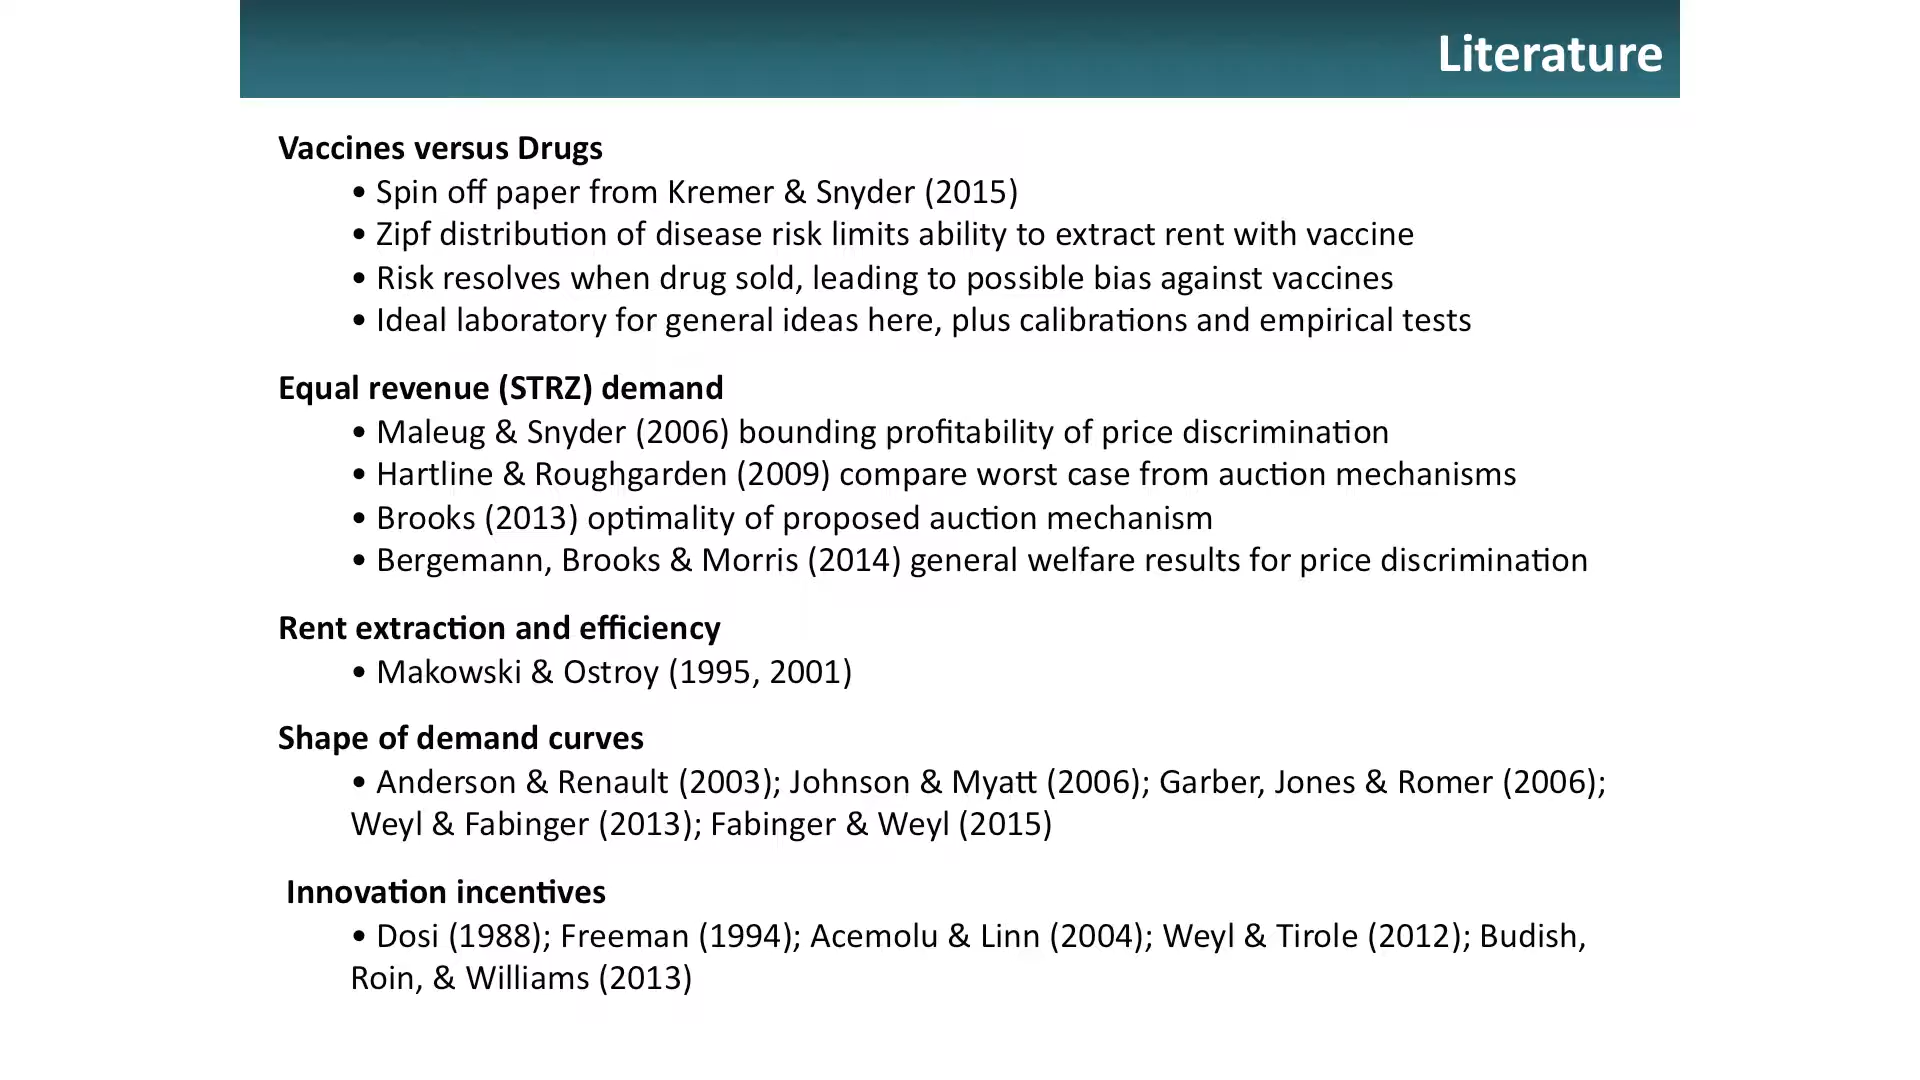 Literature
Vaccines versus Drugs
• Spin off paper from Kremer & Snyder (2015)
• Zipf distribution of disease risk limits ability to extract rent with vaccine
• Risk resolves when drug sold, leading to possible bias against vaccines
• Ideal laboratory for general ideas here, plus calibrations and empirical tests
Equal revenue (STRZ) demand
• Maleug & Snyder (2006) bounding profitability of price discrimination
• Hartline & Roughgarden (2009) compare worst case from auction mechanisms
• Brooks (2013) optimality of proposed auction mechanism
• Bergemann, Brooks & Morris (2014) general welfare results for price discrimination
Rent extraction and efficiency
• Makowski & Ostroy (1995, 2001)
Shape of demand curves
• Anderson & Renault (2003); Johnson & Myatt (2006); Garber, Jones & Romer (2006);
Weyl & Fabinger (2013); Fabinger & Weyl (2015)
Innovation incentives
• Dosi (1988); Freeman (1994); Acemolu & Linn (2004); Weyl & Tirole (2012); Budish,
Roin, & Williams (2013)